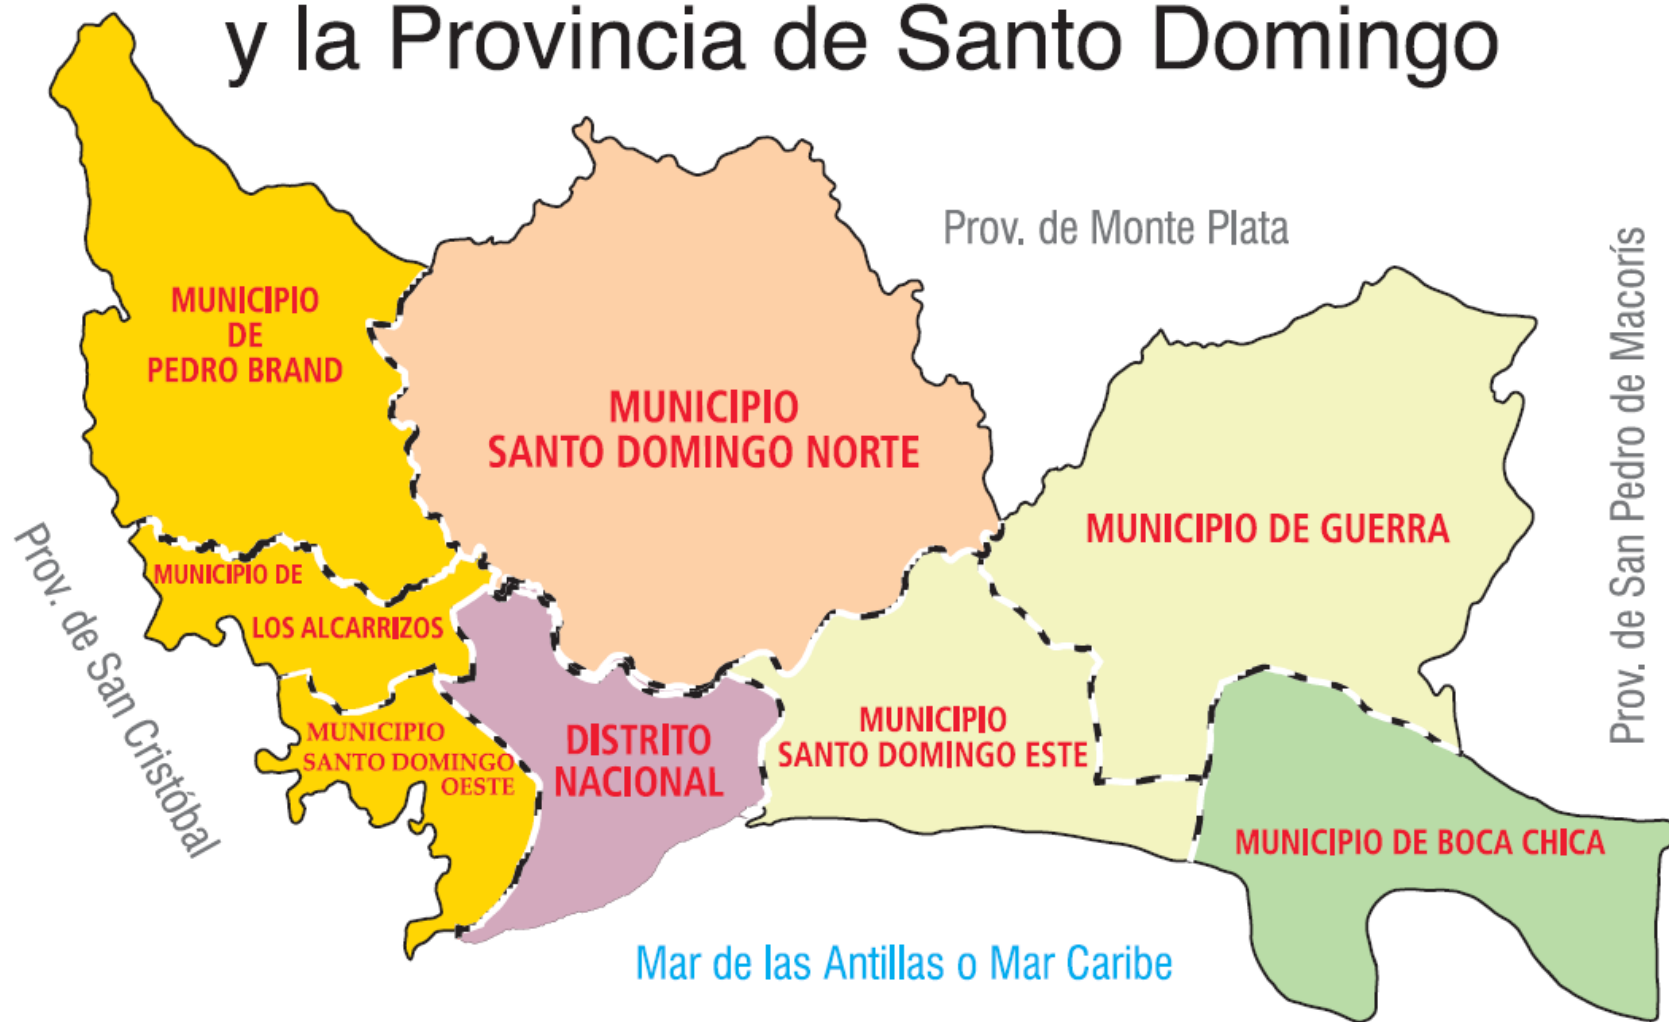 y la Provincia de Santo Domingo
Prov. de Monte Plata
Prov. de San Pedro de Macorís
MUNICIPIO
DE
PEDRO BRAND
MUNICIPIO
SANTO DOMINGO NORTE
MUNICIPIO DE GUERRA
Prov. de San Cristóbal
MUNICIPIO DE
LOS ALCARRIZOS
MUNICIPIO
SANTO DOMINGO
OESTE
DISTRITO
NACIONAL
MUNICIPIO
SANTO DOMINGO ESTE
MUNICIPIO DE BOCA CHICA
Mar de las Antillas o Mar Caribe